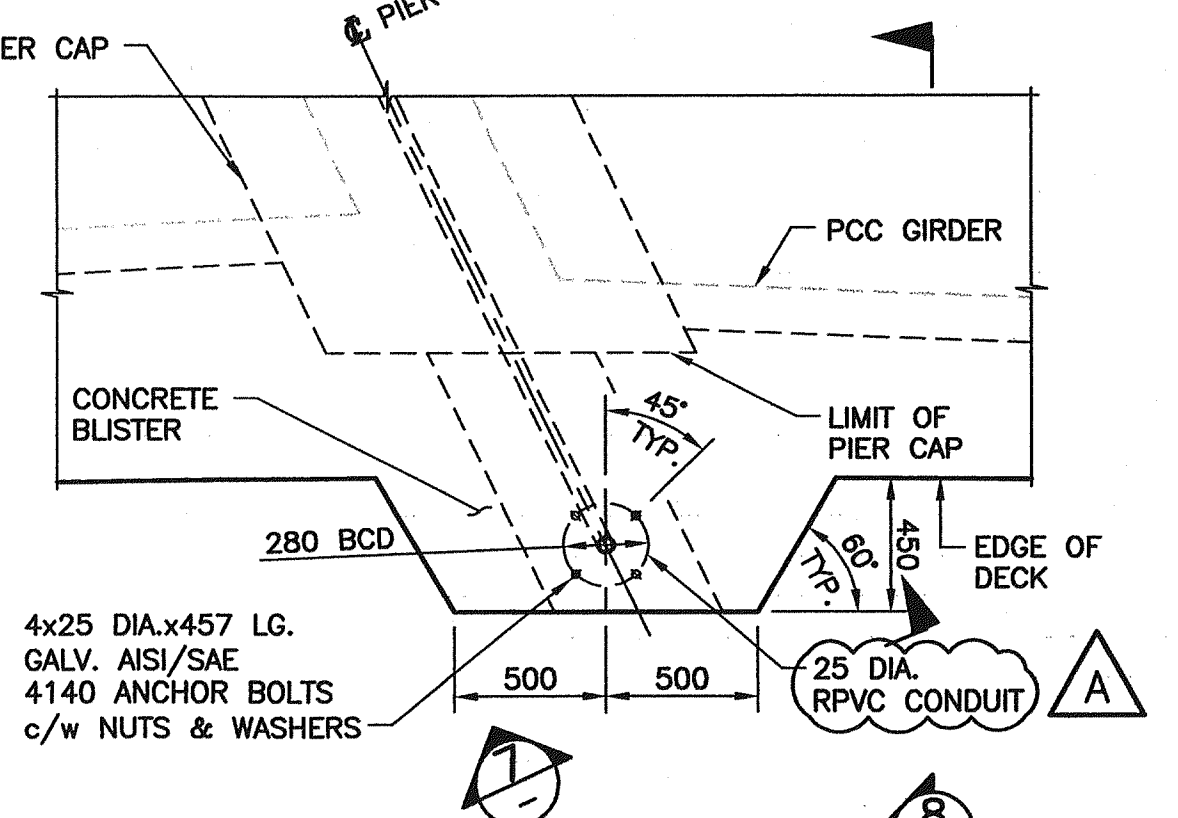 ℄ PIER
ER CAP
PCC GIRDER
CONCRETE
BLISTER
45°
TYP.
LIMIT OF
PIER CAP
280 BCD
60°
TYP.
450
EDGE OF
DECK
4x25 DIA.x457 LG.
GALV. AISI/SAE
4140 ANCHOR BOLTS
c/w NUTS & WASHERS
500
500
25 DIA.
RPVC CONDUIT
A
7
–
8